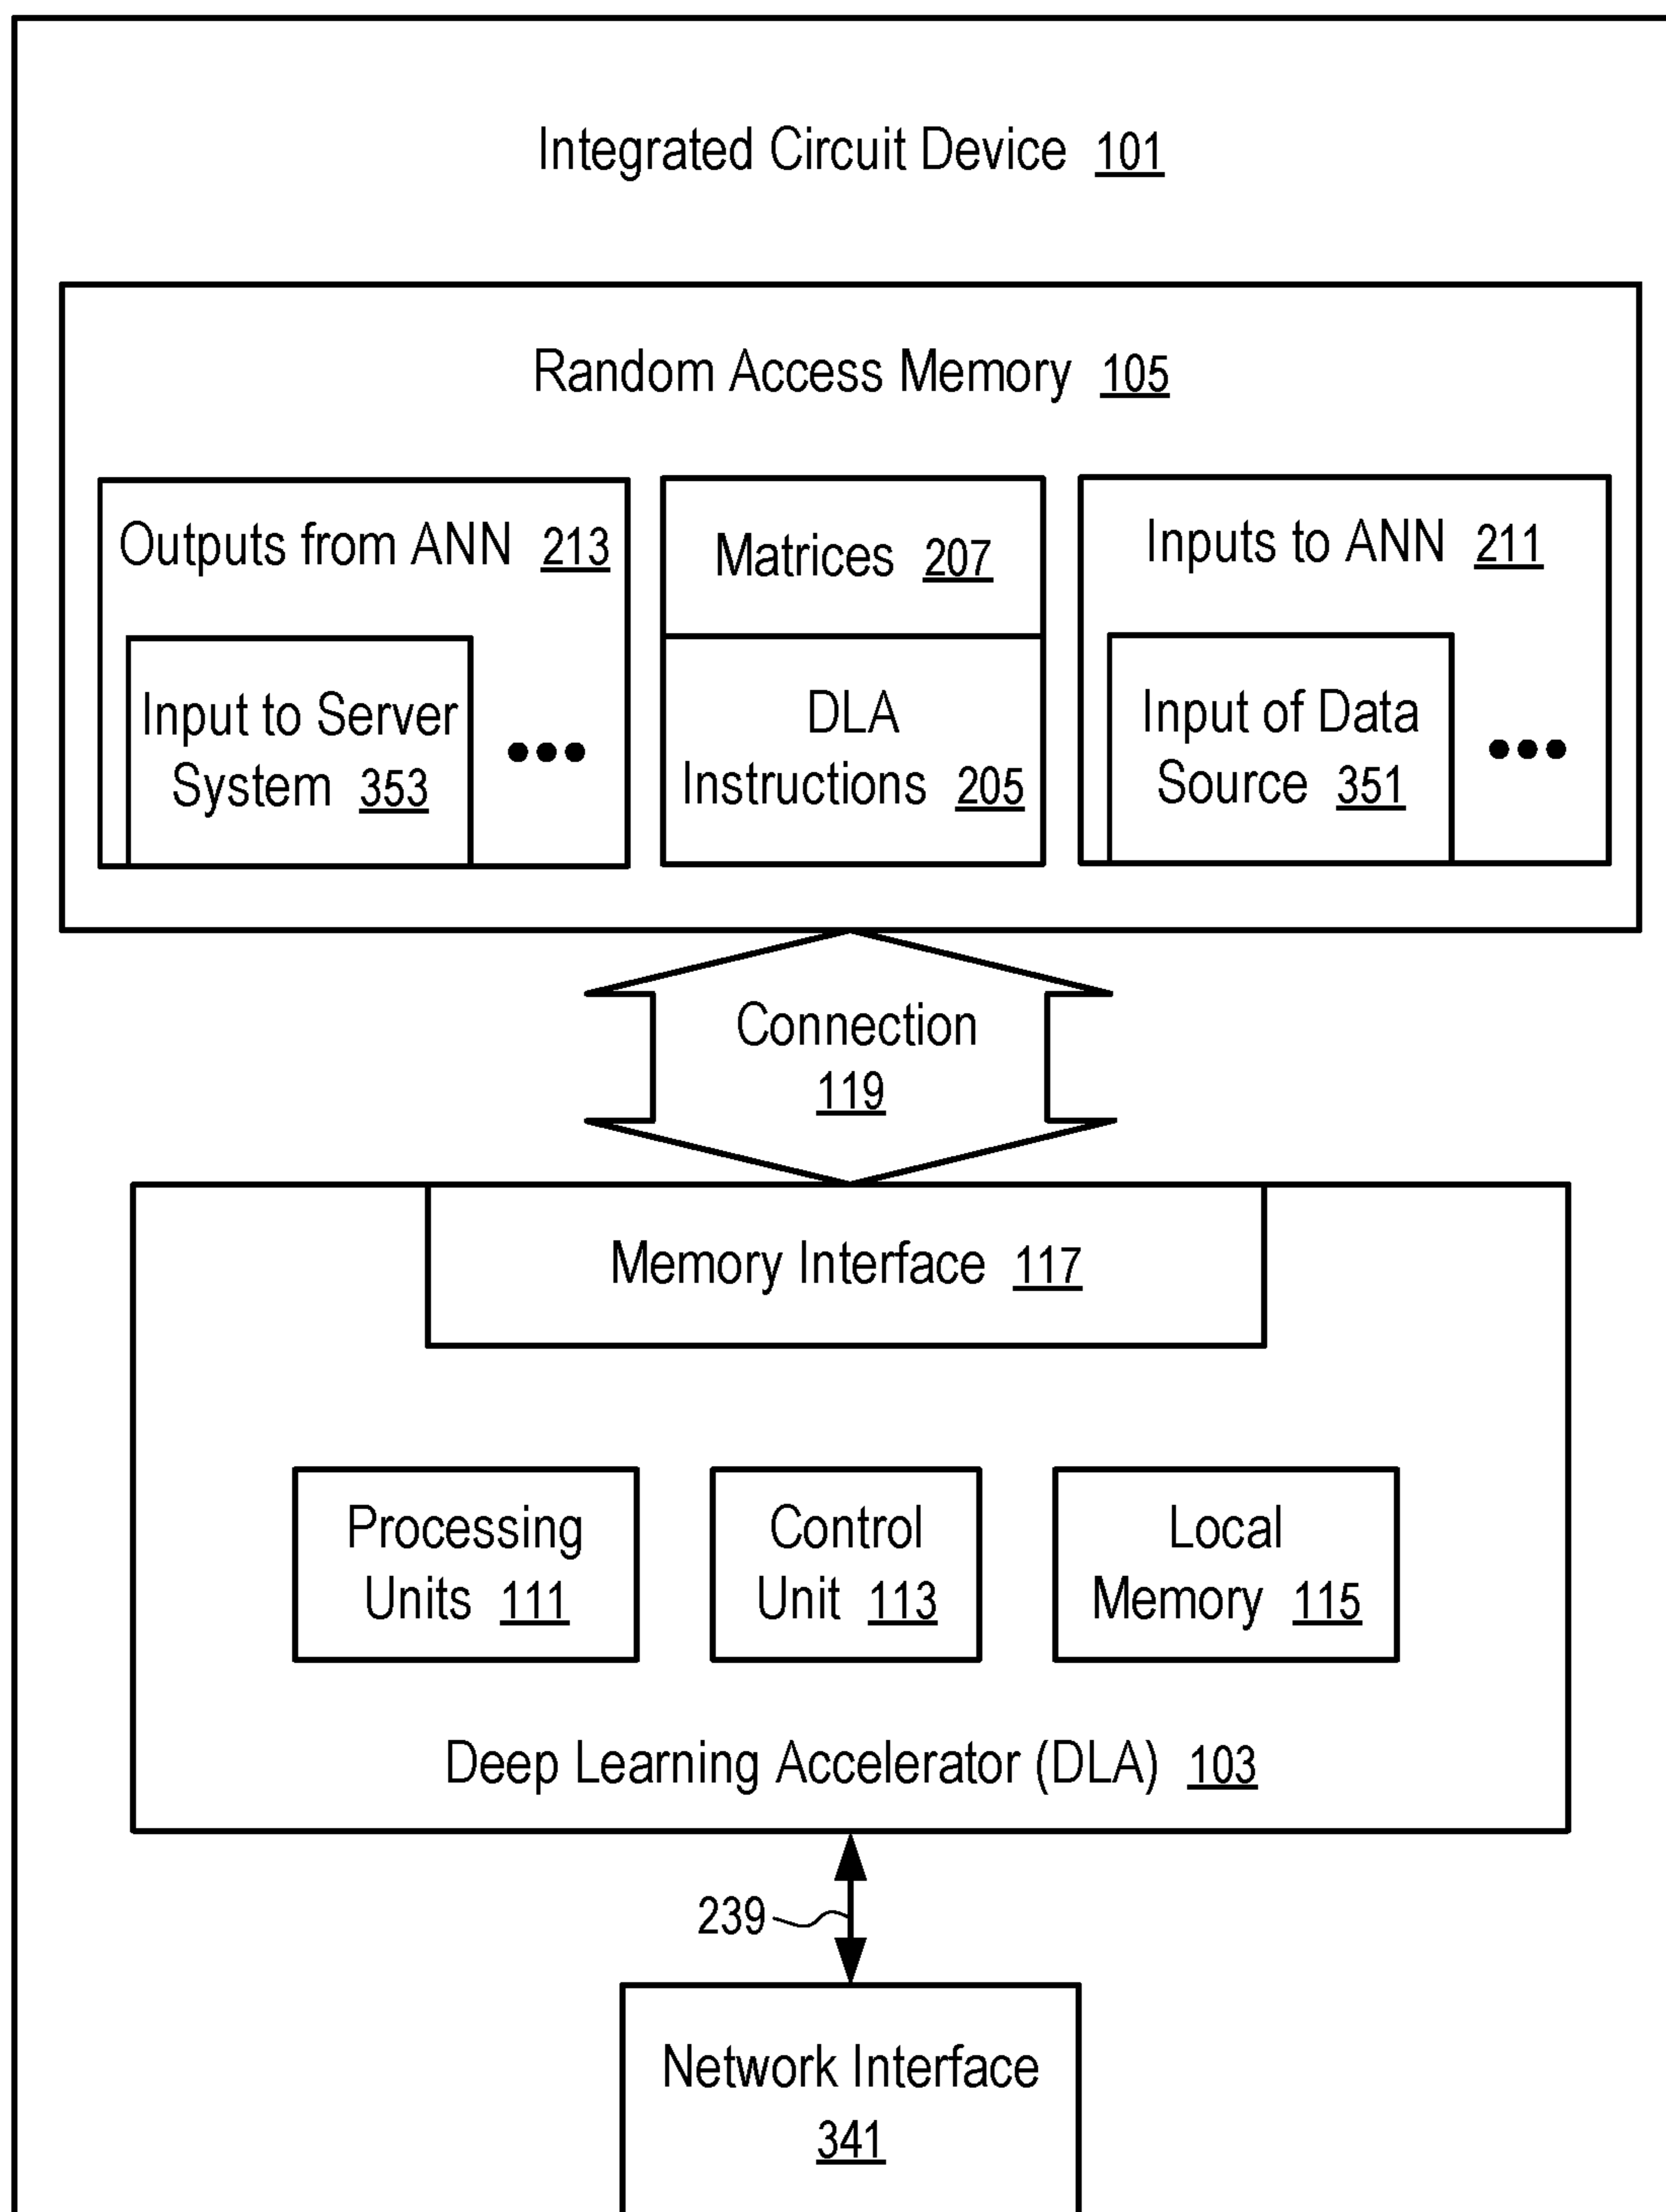 Integrated Circuit Device 101
Random Access Memory 105
Outputs from ANN 213
Input to Server
System 353
Matrices 207
DLA
Instructions 205
Inputs to ANN 211
Input of Data
Source 351
Connection
119
Memory Interface 117
Processing
Units 111
Control
Unit 113
Local
Memory 115
Deep Learning Accelerator (DLA) 103
239
Network Interface
341